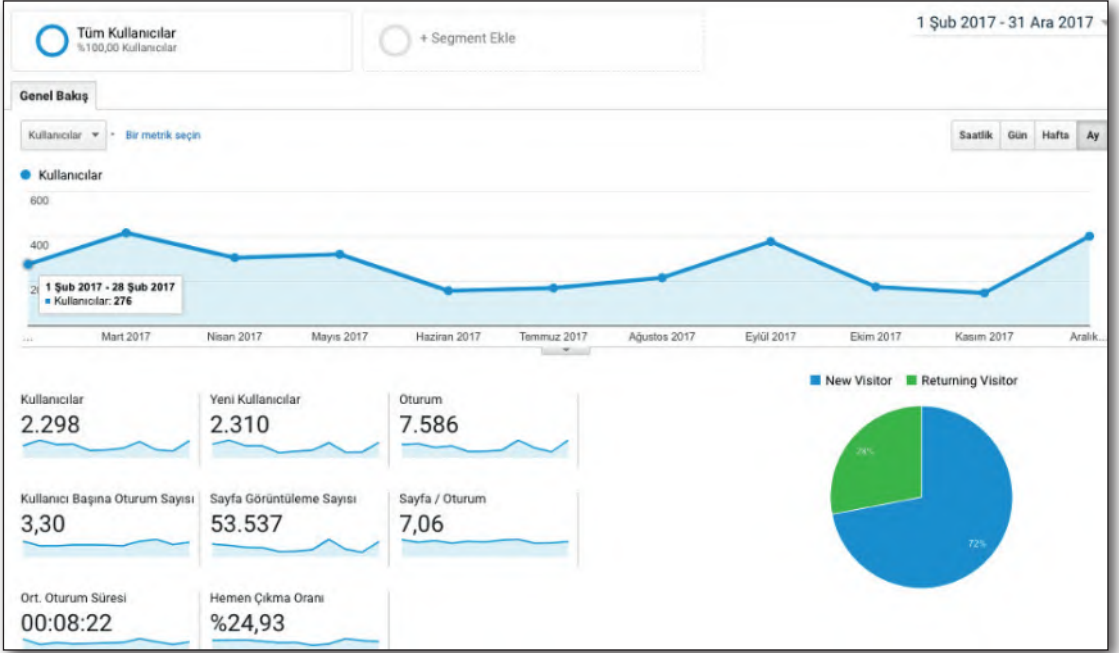 Tüm Kullanıcılar
%100,00 Kullanıcılar
+ Segment Ekle
1 Şub 2017 - 31 Ara 2017
Genel Bakış
Kullanıcılar
Bir metrik seçin
Saatlik Gün Hafta Ay
Kullanıcılar
600
400
1 Şub 2017 - 28 Şub 2017
Kullanıcılar: 276
... Mart 2017 Nisan 2017 Mayıs 2017 Haziran 2017 Temmuz 2017 Ağustos 2017 Eylül 2017 Ekim 2017 Kasım 2017 Aralık...
New Visitor Returning Visitor
Kullanıcılar
2.298
Yeni Kullanıcılar
2.310
Oturum
7.586
Kullanıcı Başına Oturum Sayısı
3,30
Sayfa Görüntüleme Sayısı
53.537
Sayfa / Oturum
7,06
Ort. Oturum Süresi
00:08:22
Hemen Çıkma Oranı
%24,93
28%
72%